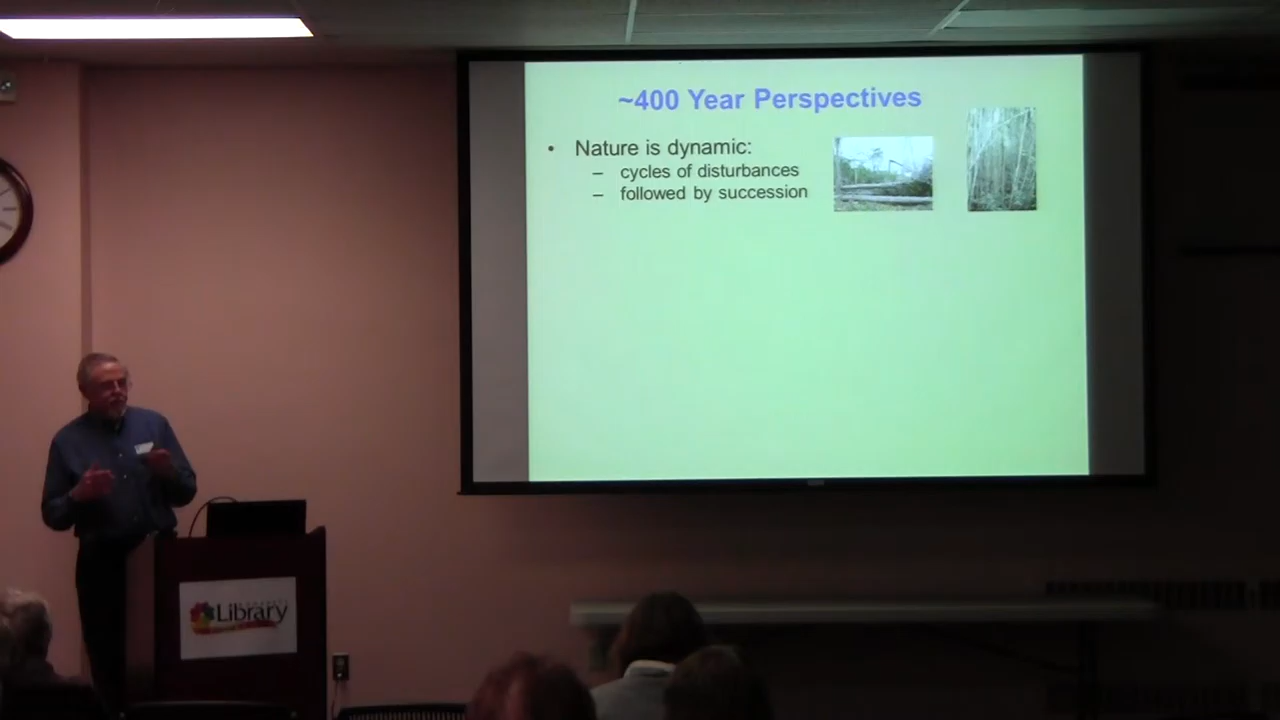 ~400 Year Perspectives
• Nature is dynamic:
– cycles of disturbances
– followed by succession
Library